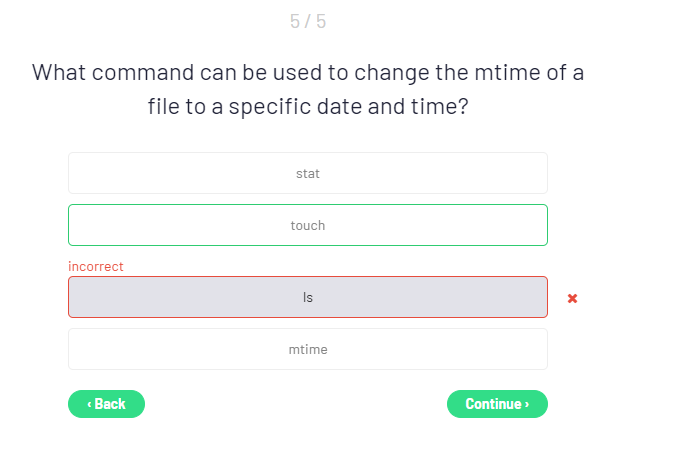 5 / 5
What command can be used to change the mtime of a
file to a specific date and time?
stat
touch
incorrect
ls
✖
mtime
‹ Back
Continue ›